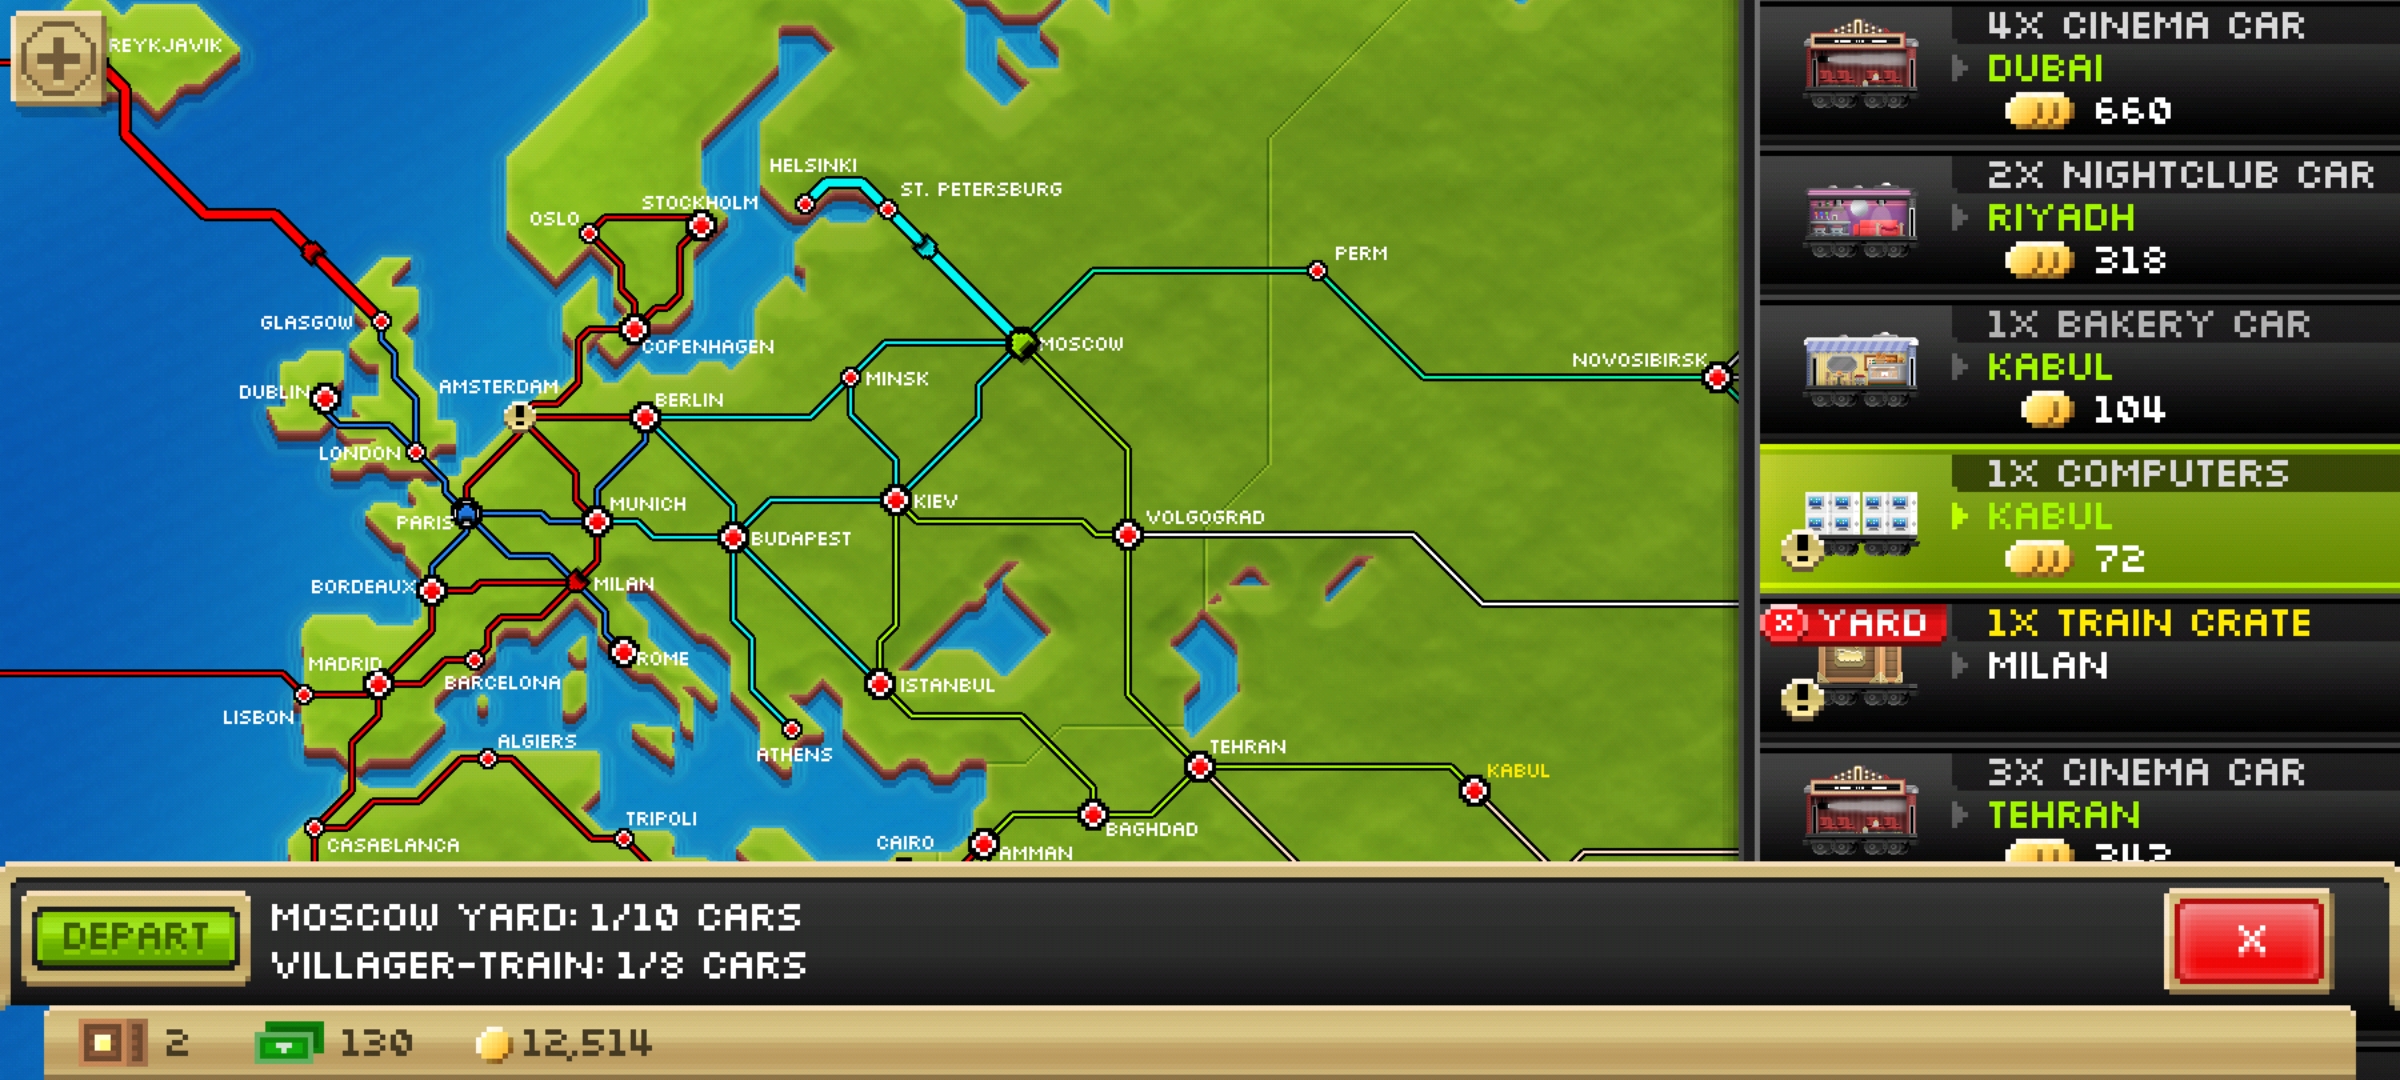 REYKJAVIK
HELSINKI
ST. PETERSBURG
STOCKHOLM
OSLO
PERM
GLASGOW
COPENHAGEN
MOSCOW
NOVOSIBIRSK
DUBLIN
AMSTERDAM
MINSK
BERLIN
LONDON
MUNICH
KIEV
VOLGOGRAD
PARIS
BUDAPEST
BORDEAUX
MILAN
MADRID
ROME
BARCELONA
ISTANBUL
LISBON
ALGIERS
ATHENS
TEHRAN
KABUL
TRIPOLI
CASABLANCA
CAIRO
AMMAN
BAGHDAD
4X CINEMA CAR
DUBAI
660
2X NIGHTCLUB CAR
RIYADH
318
1X BAKERY CAR
KABUL
104
1X COMPUTERS
KABUL
72
X YARD
1X TRAIN CRATE
MILAN
3X CINEMA CAR
TEHRAN
DEPART
MOSCOW YARD: 1/10 CARS
VILLAGER-TRAIN: 1/8 CARS
X
2
130
12,514